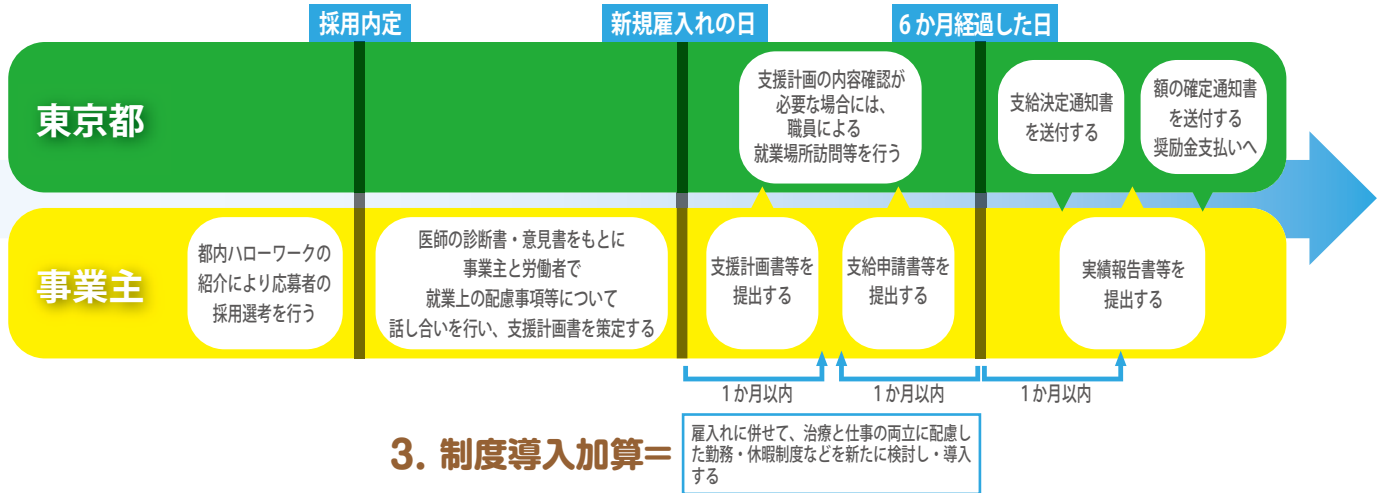 採用内定
新規雇入れの日
6か月経過した日
東京都
支援計画の内容確認が
必要な場合には、
職員による
就業場所訪問等を行う
支給決定通知書
を送付する
額の確定通知書
を送付する
奨励金支払いへ
事業主
都内ハローワークの
紹介により応募者の
採用選考を行う
医師の診断書・意見書をもとに
事業主と労働者で
就業上の配慮事項等について
話し合いを行い、支援計画書を策定する
支援計画書等を
提出する
支給申請書等を
提出する
実績報告書等を
提出する
1か月以内
1か月以内
1か月以内
3. 制度導入加算＝
雇入れに併せて、治療と仕事の両立に配慮し
た勤務・休暇制度などを新たに検討し・導入
する